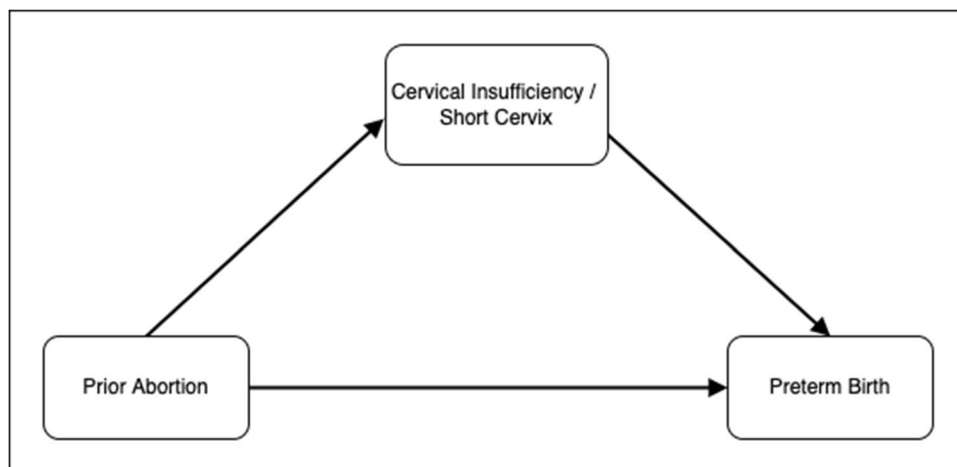 Cervical Insufficiency /
Short Cervix
Prior Abortion
Preterm Birth